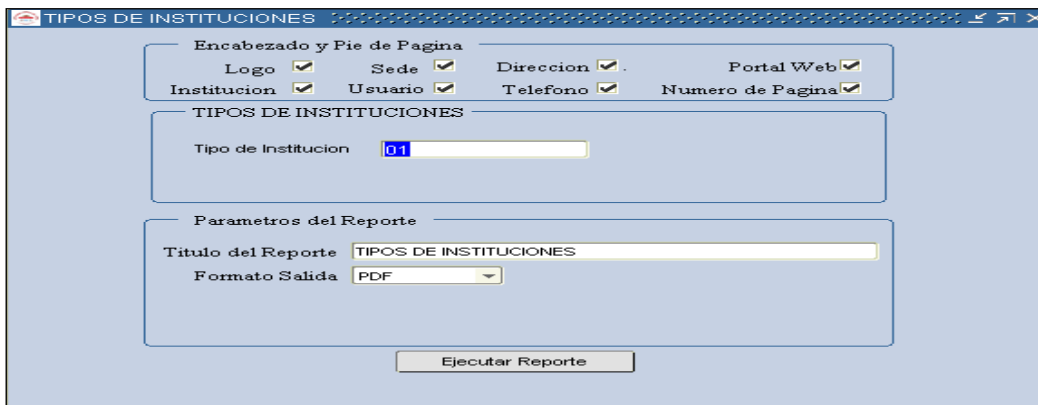 TIPOS DE INSTITUCIONES
Encabezado y Pie de Pagina
Logo Sede Direccion . Portal Web
Institucion Usuario Telefono Numero de Pagina
TIPOS DE INSTITUCIONES
Tipo de Institucion 01
Parametros del Reporte
Titulo del Reporte TIPOS DE INSTITUCIONES
Formato Salida PDF
Ejecutar Reporte